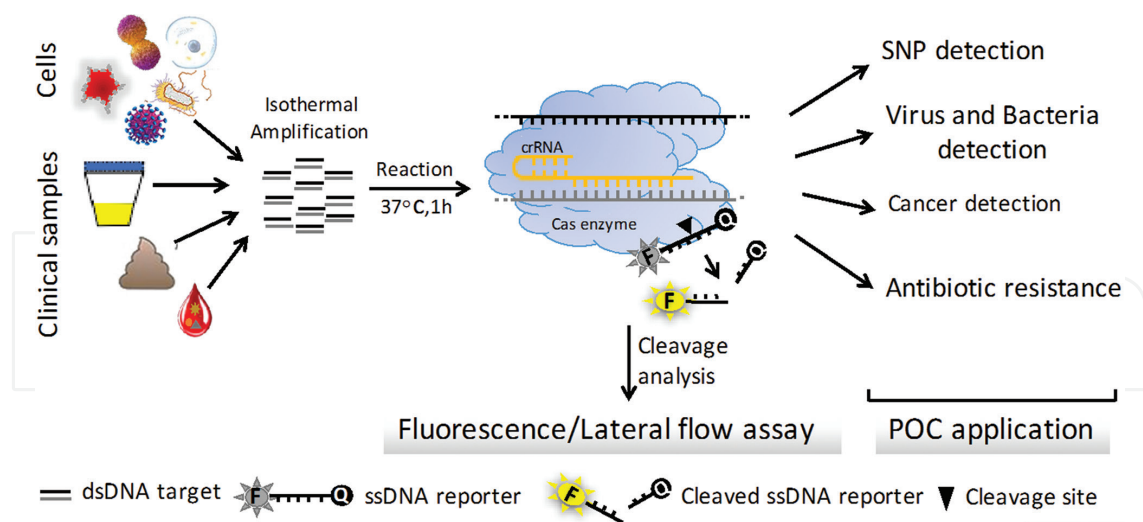 Cells
Clinical samples
Isothermal
Amplification
Reaction
37°C,1h
crRNA
Cas enzyme
F
Q
F
Q
Cleavage
analysis
Fluorescence/Lateral flow assay
SNP detection
Virus and Bacteria
detection
Cancer detection
Antibiotic resistance
POC application
dsDNA target
F
Q
ssDNA reporter
F
Q
Cleaved ssDNA reporter
Cleavage site